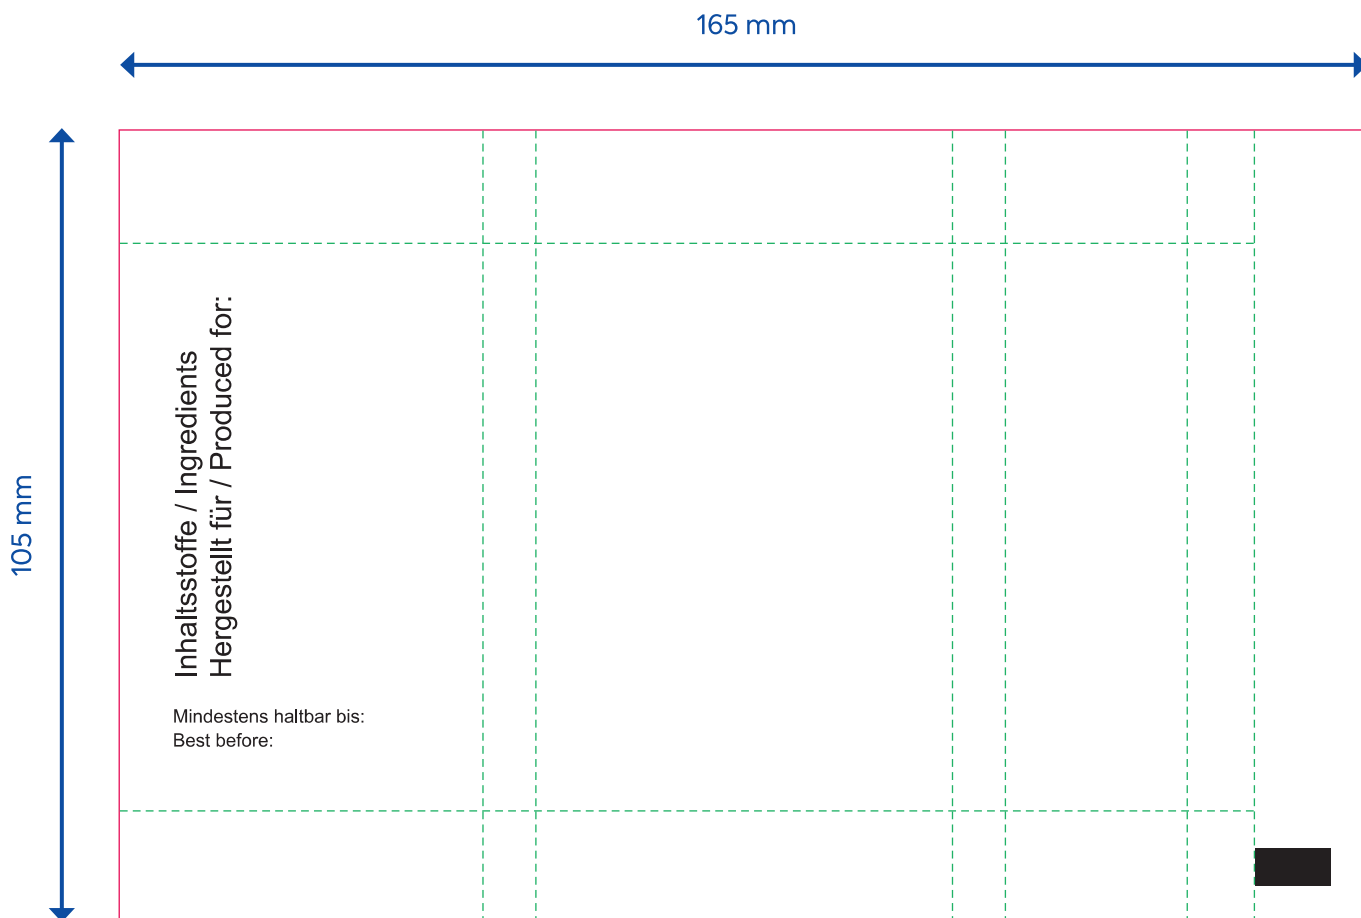 165 mm
105 mm
Inhaltsstoffe / Ingredients
Hergestellt für / Produced for:
Mindestens haltbar bis:
Best before: